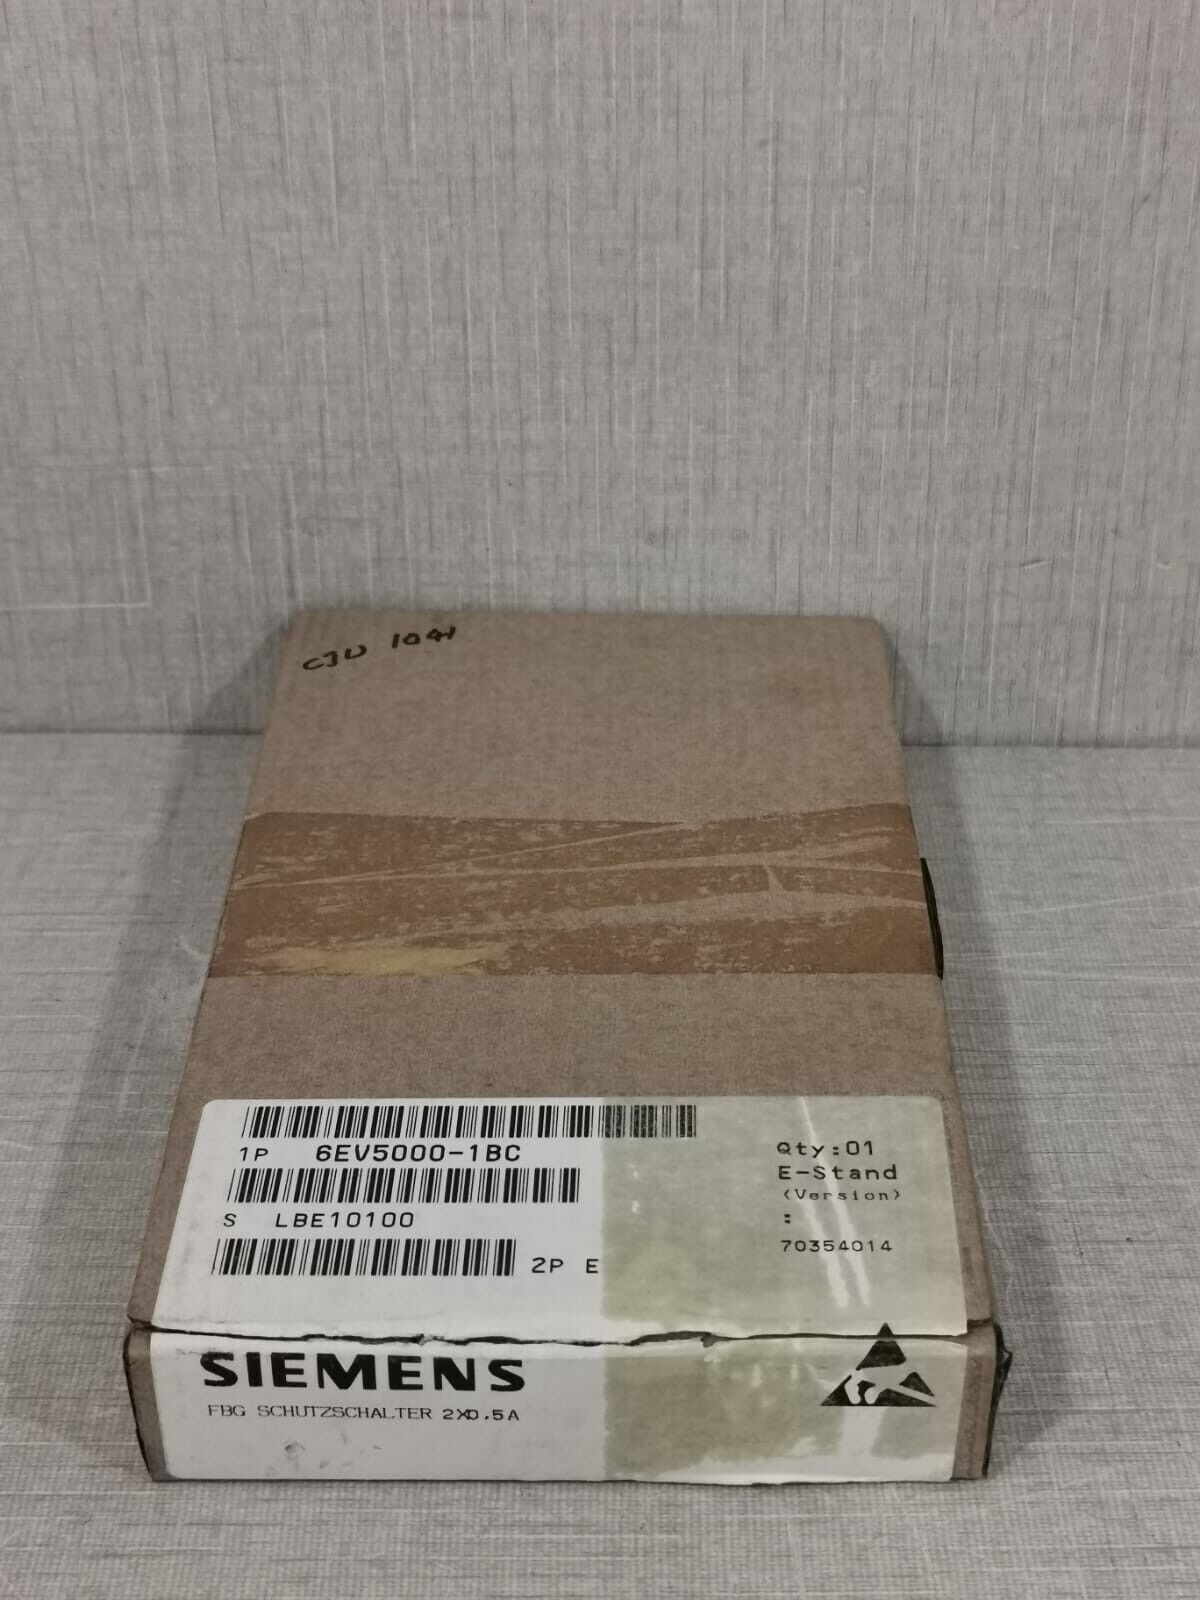 CJU 1041
1P 6EV5000-1BC
S LBE10100
2P E
Qty:01
E-Stand
(Version)
:
70354014
SIEMENS
FBG SCHUTZSCHALTER 2X0.5A